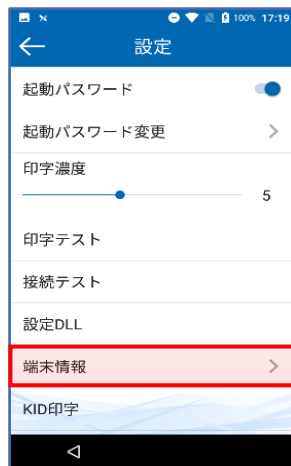 100% 17:19
設定
起動パスワード
起動パスワード変更
印字濃度
5
印字テスト
接続テスト
設定DLL
端末情報
KID印字